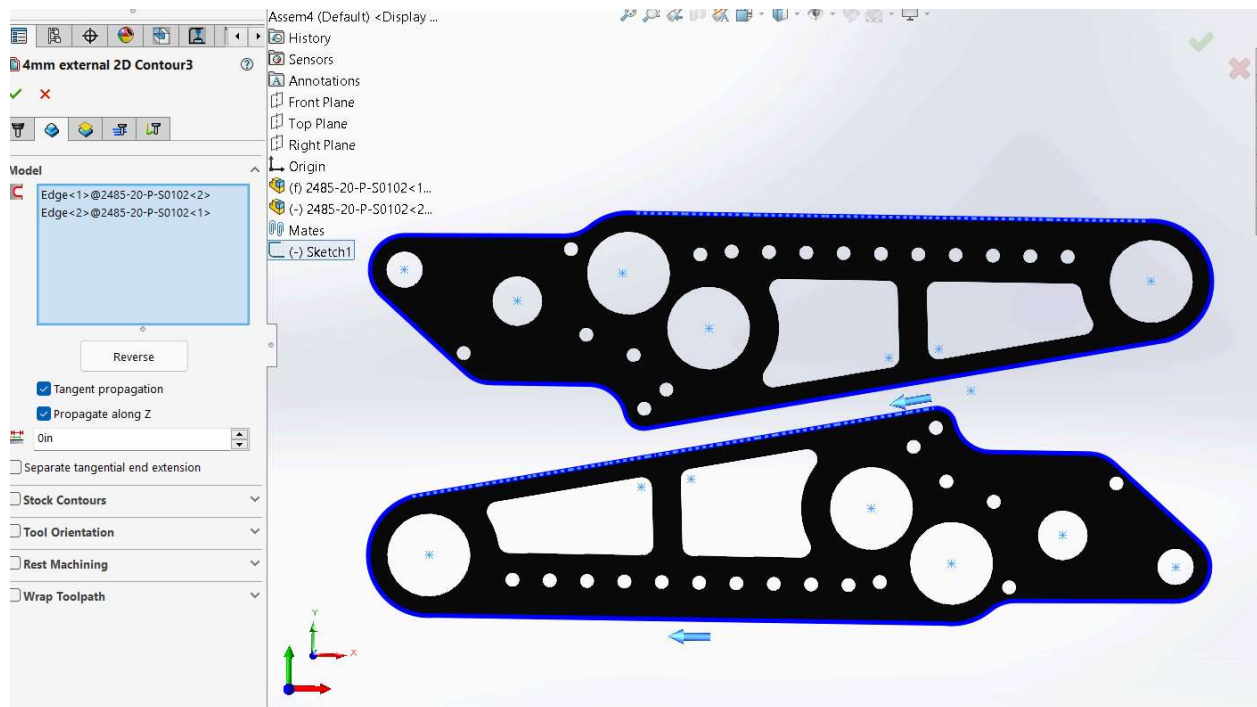 Assem4 (Default) <Display ...
History
Sensors
Annotations
Front Plane
Top Plane
Right Plane
Origin
(f) 2485-20-P-S0102<1...
(-) 2485-20-P-S0102<2...
Mates
(-) Sketch1
4mm external 2D Contour3
Model
Edge<1>@2485-20-P-S0102<2>
Edge<2>@2485-20-P-S0102<1>
Reverse
Tangent propagation
Propagate along Z
0in
Separate tangential end extension
Stock Contours
Tool Orientation
Rest Machining
Wrap Toolpath
Y
X